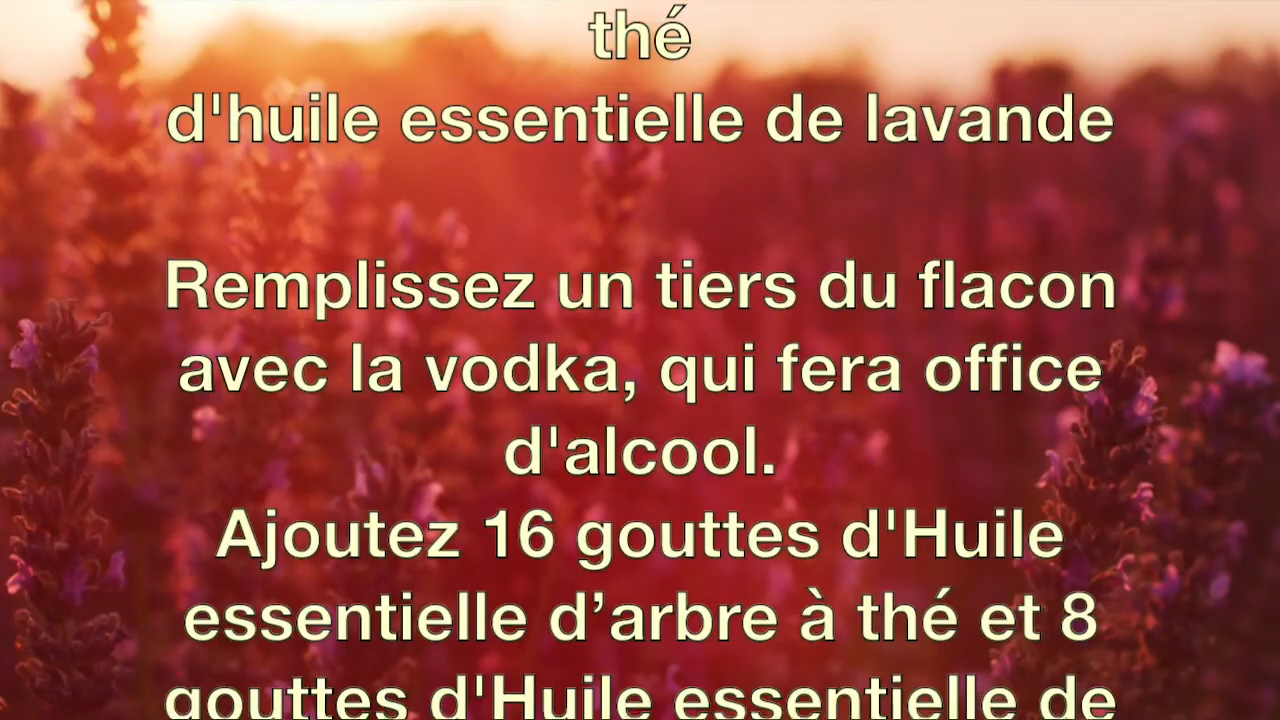 thé
d'huile essentielle de lavande
Remplissez un tiers du flacon
avec la vodka, qui fera office
d'alcool.
Ajoutez 16 gouttes d'Huile
essentielle d’arbre à thé et 8
gouttes d'Huile essentielle de